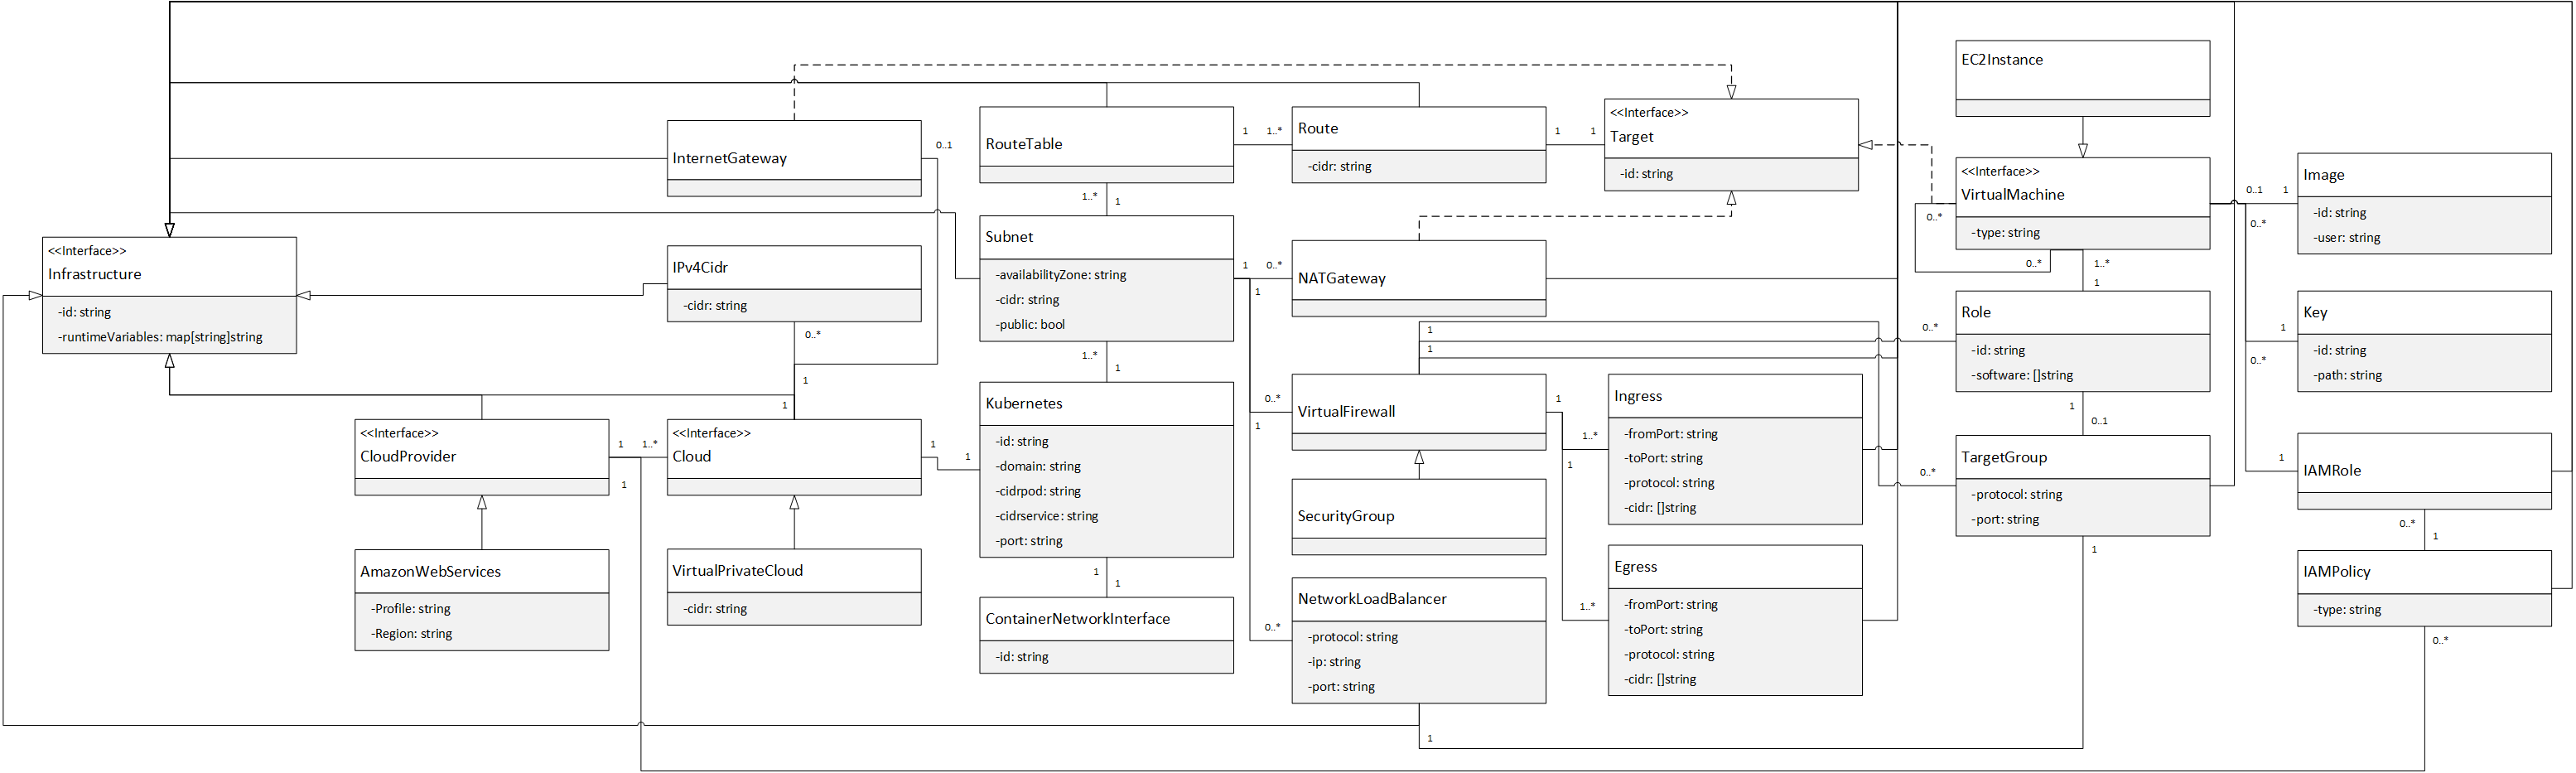 EC2Instance
<<Interface>>
Target
-id: string
InternetGateway
0..1
RouteTable
1
1..*
Route
-cidr: string
1
1
<<Interface>>
VirtualMachine
-type: string
0..*
0..*
0..1
1
0..*
Image
-id: string
-user: string
1..*
1
Subnet
-availabilityZone: string
-cidr: string
-public: bool
1
0..*
1
NATGateway
<<Interface>>
Infrastructure
-id: string
-runtimeVariables: map[string]string
IPv4Cidr
-cidr: string
0..*
1
1
1..*
1
1..*
1
Role
-id: string
-software: []string
0..*
1
1
1
0..*
Key
-id: string
-path: string
<<Interface>>
CloudProvider
1
1..*
1
<<Interface>>
Cloud
1
1
Kubernetes
-id: string
-domain: string
-cidrpod: string
-cidrservice: string
-port: string
0..*
1
VirtualFirewall
1
1..*
1
Ingress
-fromPort: string
-toPort: string
-protocol: string
-cidr: []string
1
0..1
0..*
TargetGroup
-protocol: string
-port: string
1
1
IAMRole
0..*
1
SecurityGroup
AmazonWebServices
-Profile: string
-Region: string
VirtualPrivateCloud
-cidr: string
1
1
ContainerNetworkInterface
-id: string
0..*
NetworkLoadBalancer
-protocol: string
-ip: string
-port: string
1
1..*
Egress
-fromPort: string
-toPort: string
-protocol: string
-cidr: []string
IAMPolicy
-type: string
0..*